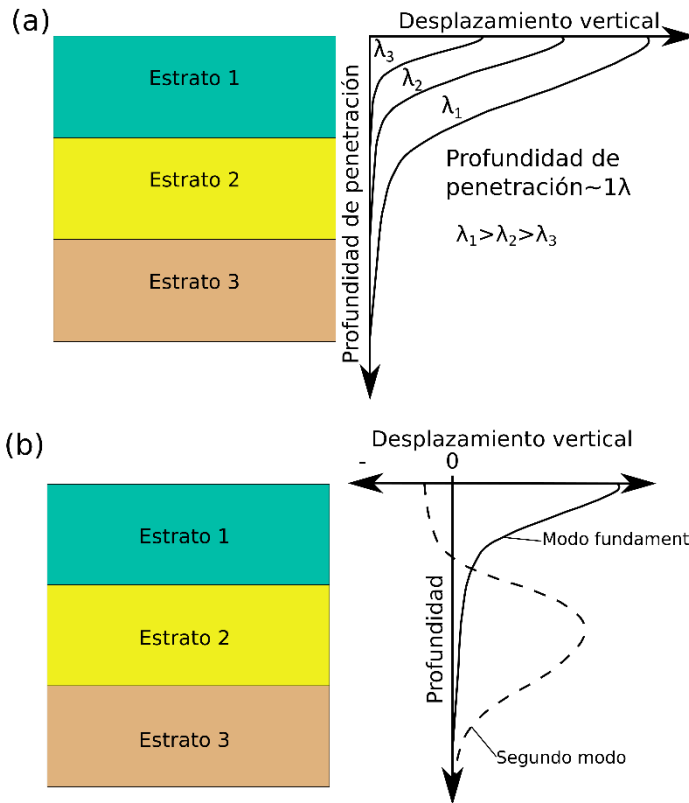 (a)
Desplazamiento vertical
Estrato 1
Estrato 2
Estrato 3
Profundidad de penetración
λ3
λ2
λ1
Profundidad de
penetración~1λ
λ1>λ2>λ3
(b)
Desplazamiento vertical
-
0
Estrato 1
Estrato 2
Estrato 3
Profundidad
Modo fundament
Segundo modo